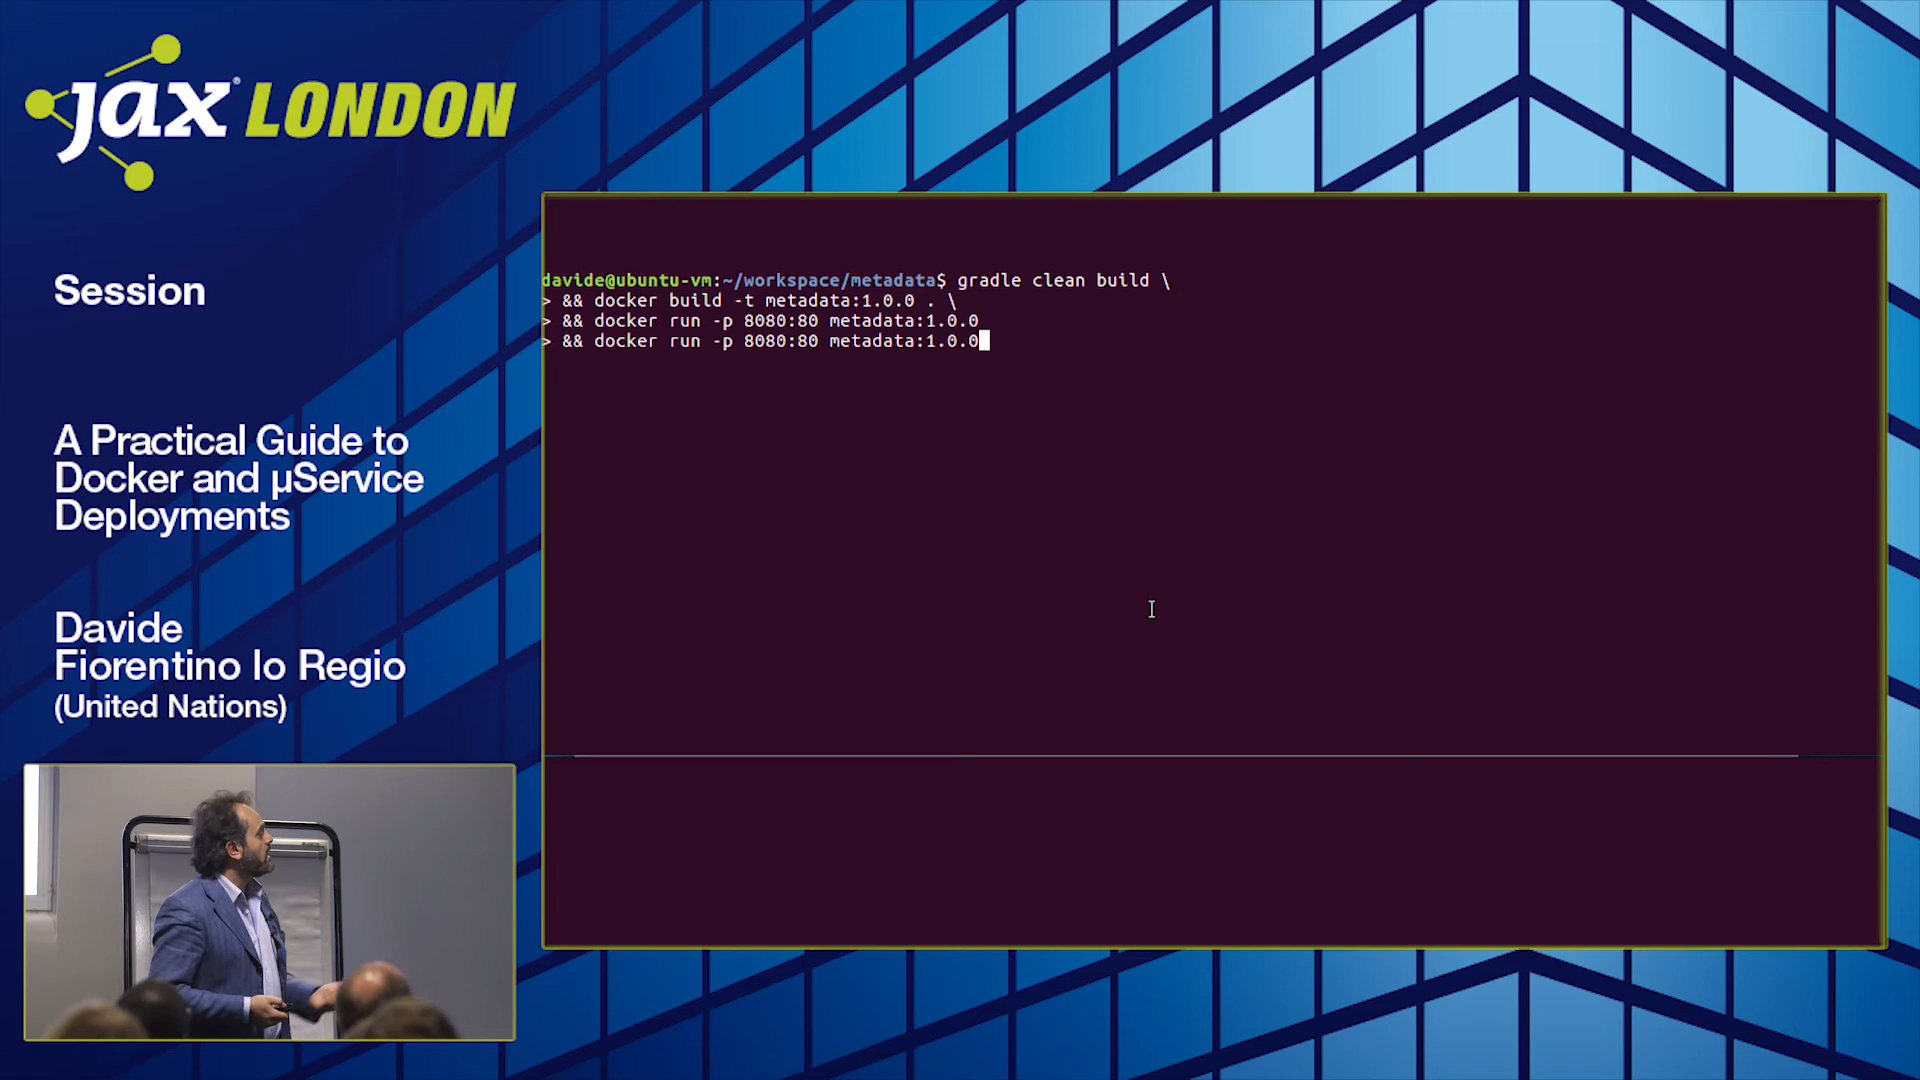 jax® LONDON
Session
A Practical Guide to
Docker and µService
Deployments
Davide
Fiorentino lo Regio
(United Nations)
davide@ubuntu-vm:~/workspace/metadata$ gradle clean build \
> && docker build -t metadata:1.0.0 . \
> && docker run -p 8080:80 metadata:1.0.0
> && docker run -p 8080:80 metadata:1.0.0